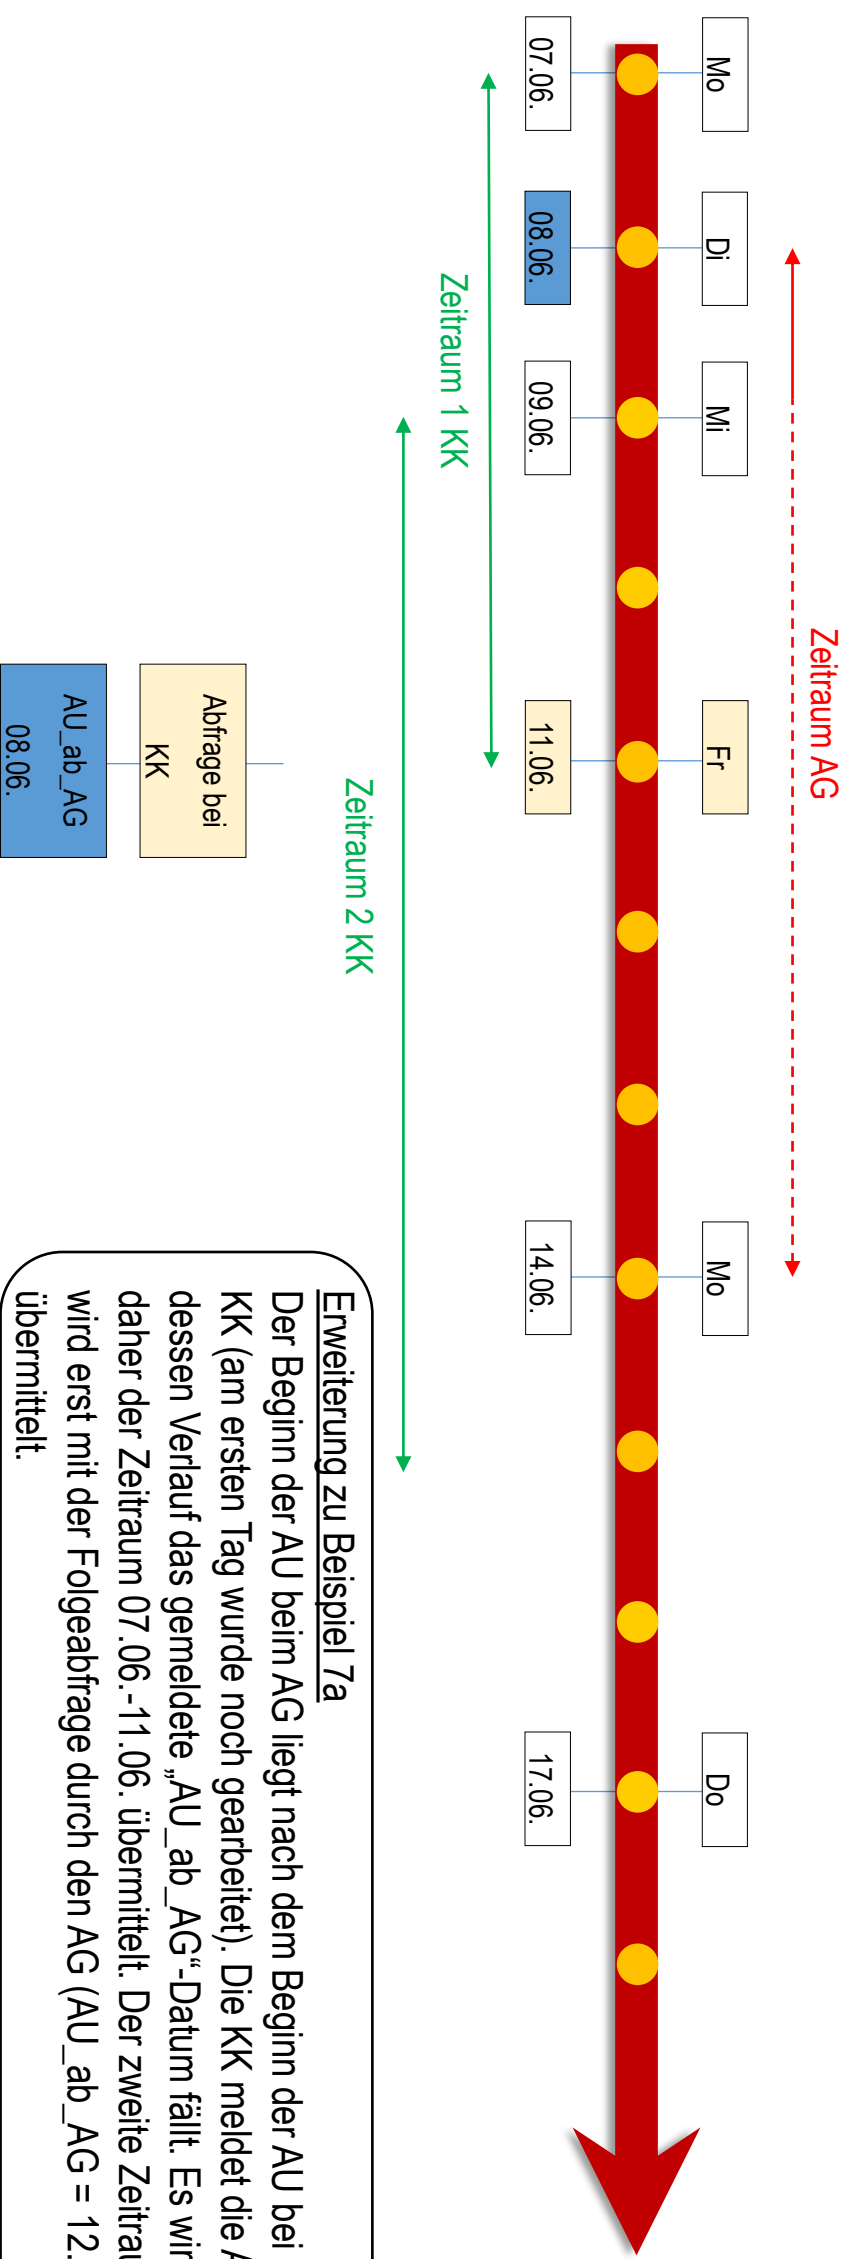 Zeitraum AG
Mo
Di
Mi
Fr
Mo
Do
07.06.
08.06.
09.06.
11.06.
14.06.
17.06.
Zeitraum 1 KK
Zeitraum 2 KK
Abfrage bei
KK
AU_ab_AG
08.06.
Erweiterung zu Beispiel 7a
Der Beginn der AU beim AG liegt nach dem Beginn der AU bei
KK (am ersten Tag wurde noch gearbeitet). Die KK meldet die
dessen Verlauf das gemeldete „AU_ab_AG“-Datum fällt. Es
daher der Zeitraum 07.06.-11.06. übermittelt. Der zweite
wird erst mit der Folgeabfrage durch den AG (AU_ab_AG = 12.
übermittelt.